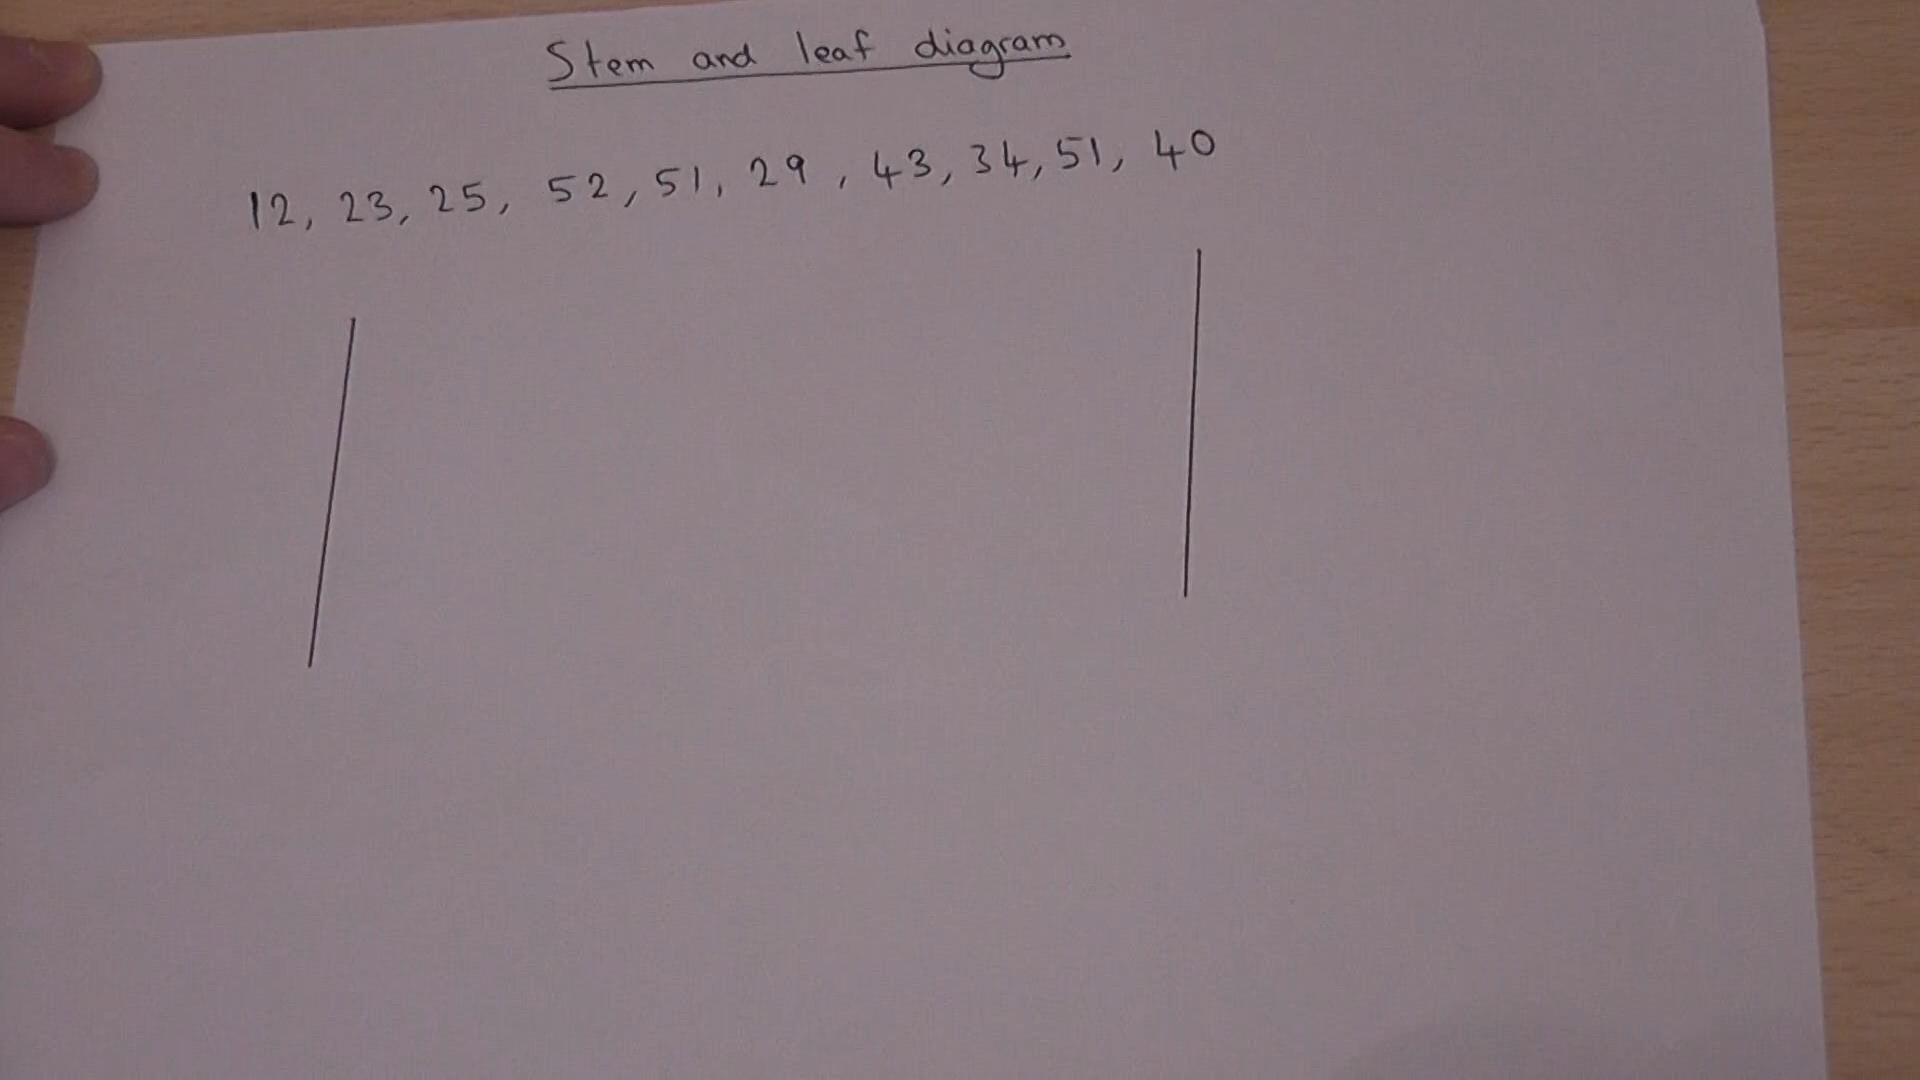 Stem and leaf diagram
12, 23, 25, 52, 51, 29, 43, 34, 51, 40